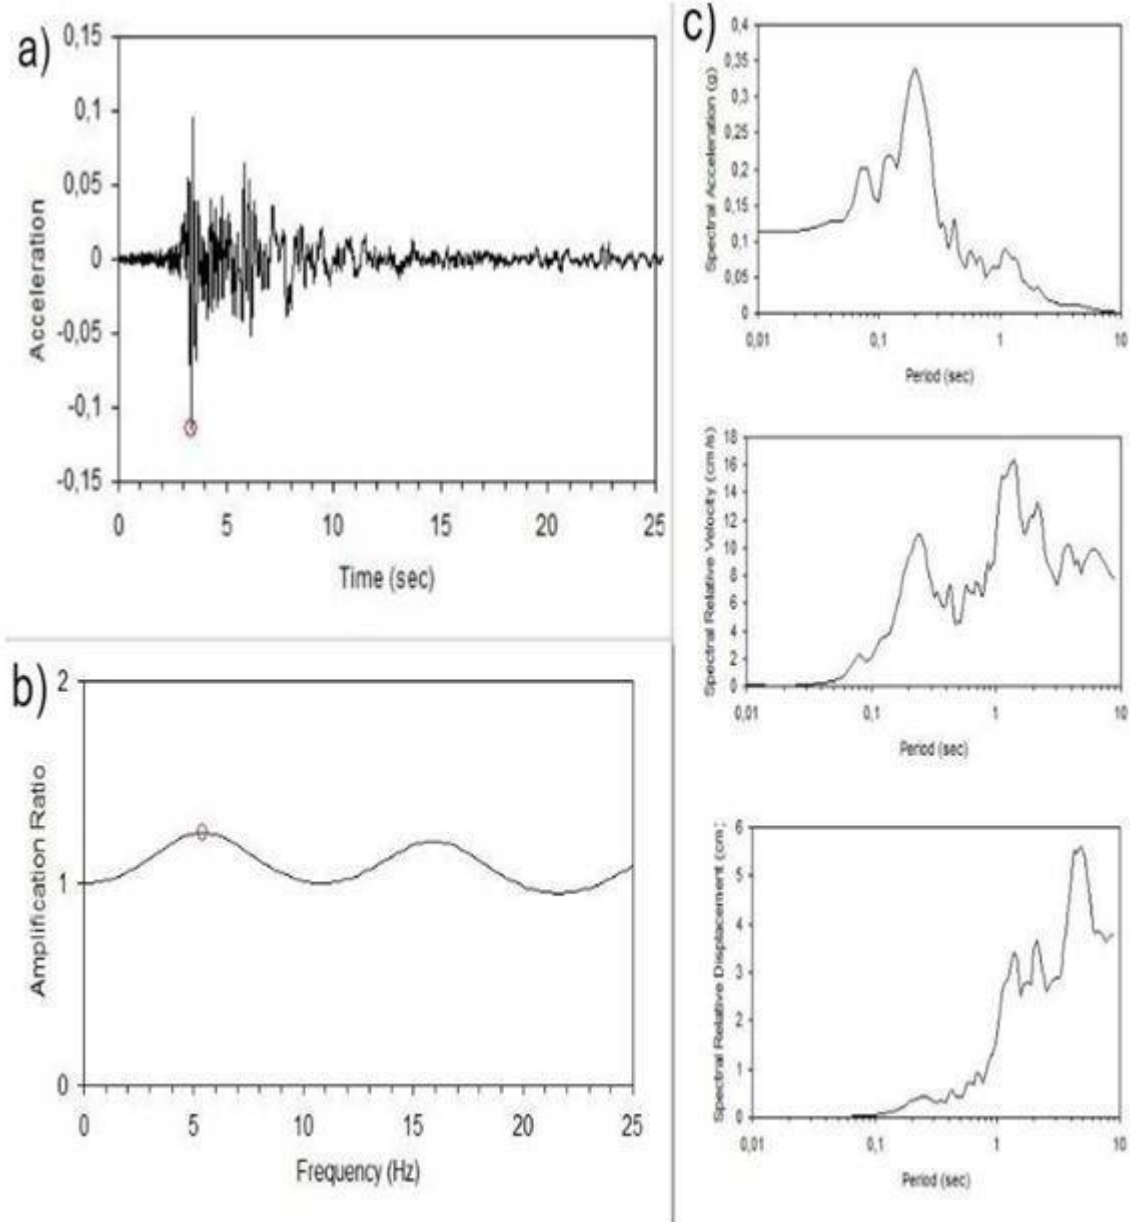 a)
0,15
0,1
0,05
0
-0,05
-0,1
-0,15
Acceleration
0 5 10 15 20 25
Time (sec)
b)
2
1
0
Amplification Ratio
0 5 10 15 20 25
Frequency (Hz)
c)
0,4
0,35
0,3
0,25
0,2
0,15
0,1
0,05
0
Spectral Acceleration (g)
0,01 0,1 1 10
Period (sec)
18
16
14
12
10
8
6
4
2
0
Spectral Relative Velocity (cm/s)
0,01 0,1 1 10
Period (sec)
6
5
4
3
2
1
0
Spectral Relative Displacement (cm)
0,01 0,1 1 10
Period (sec)